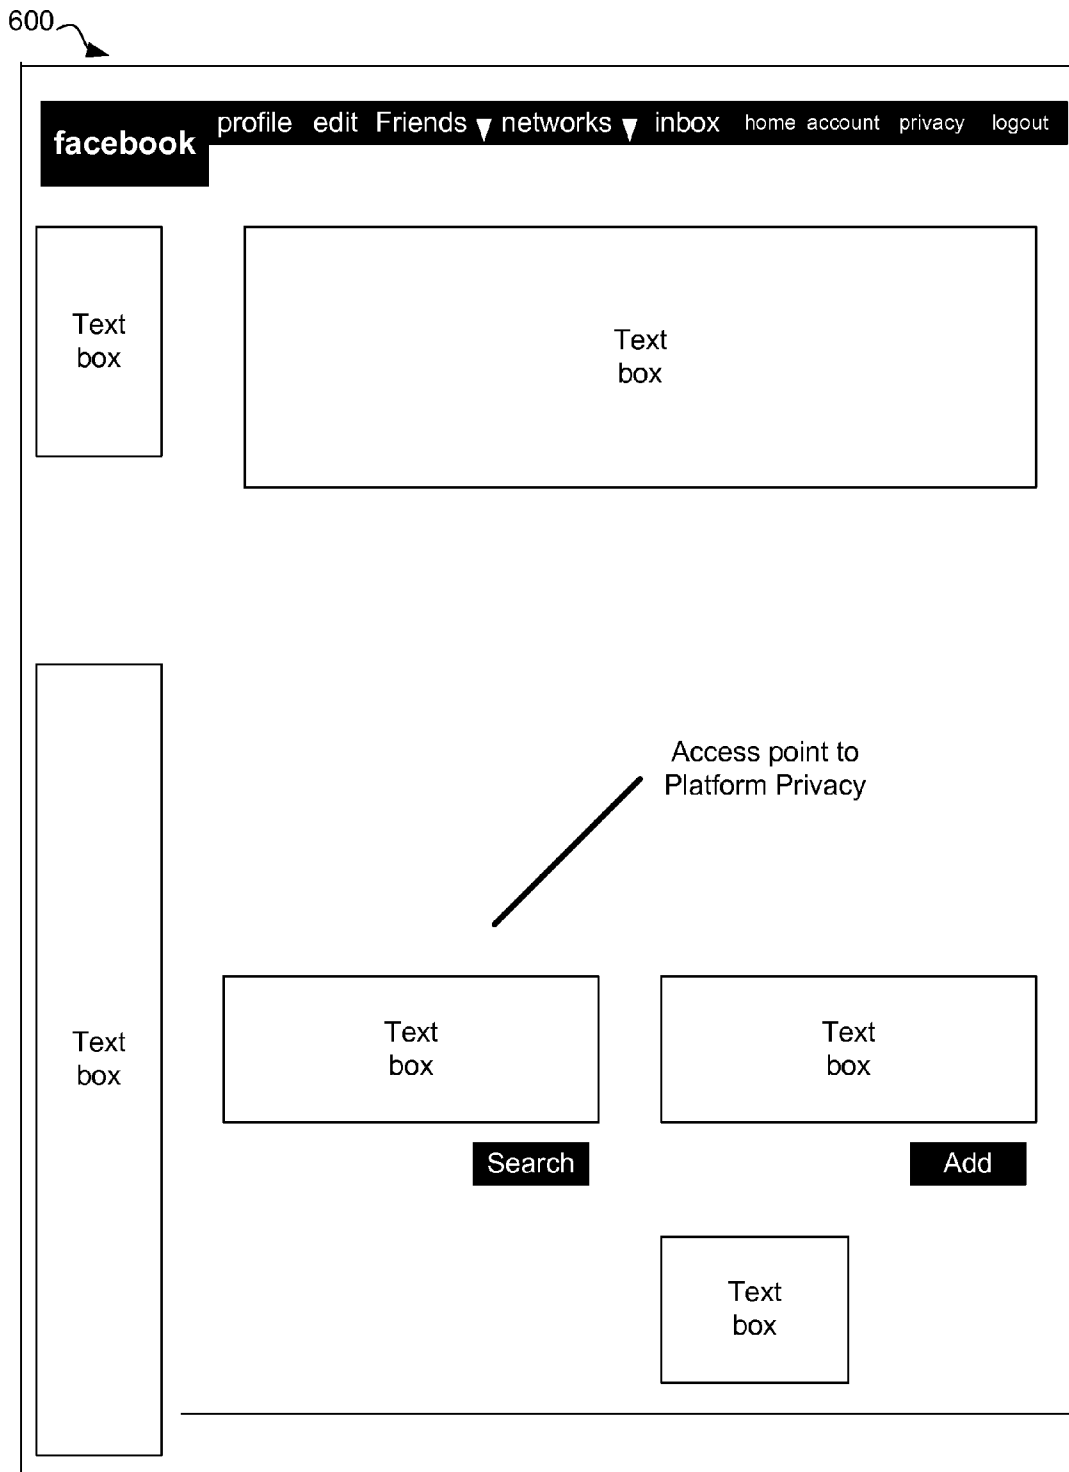 600
facebook profile edit Friends networks inbox home account privacy logout
Text
box
Text
box
Access point to
Platform Privacy
Text
box
Text
box
Text
box
Search
Add
Text
box